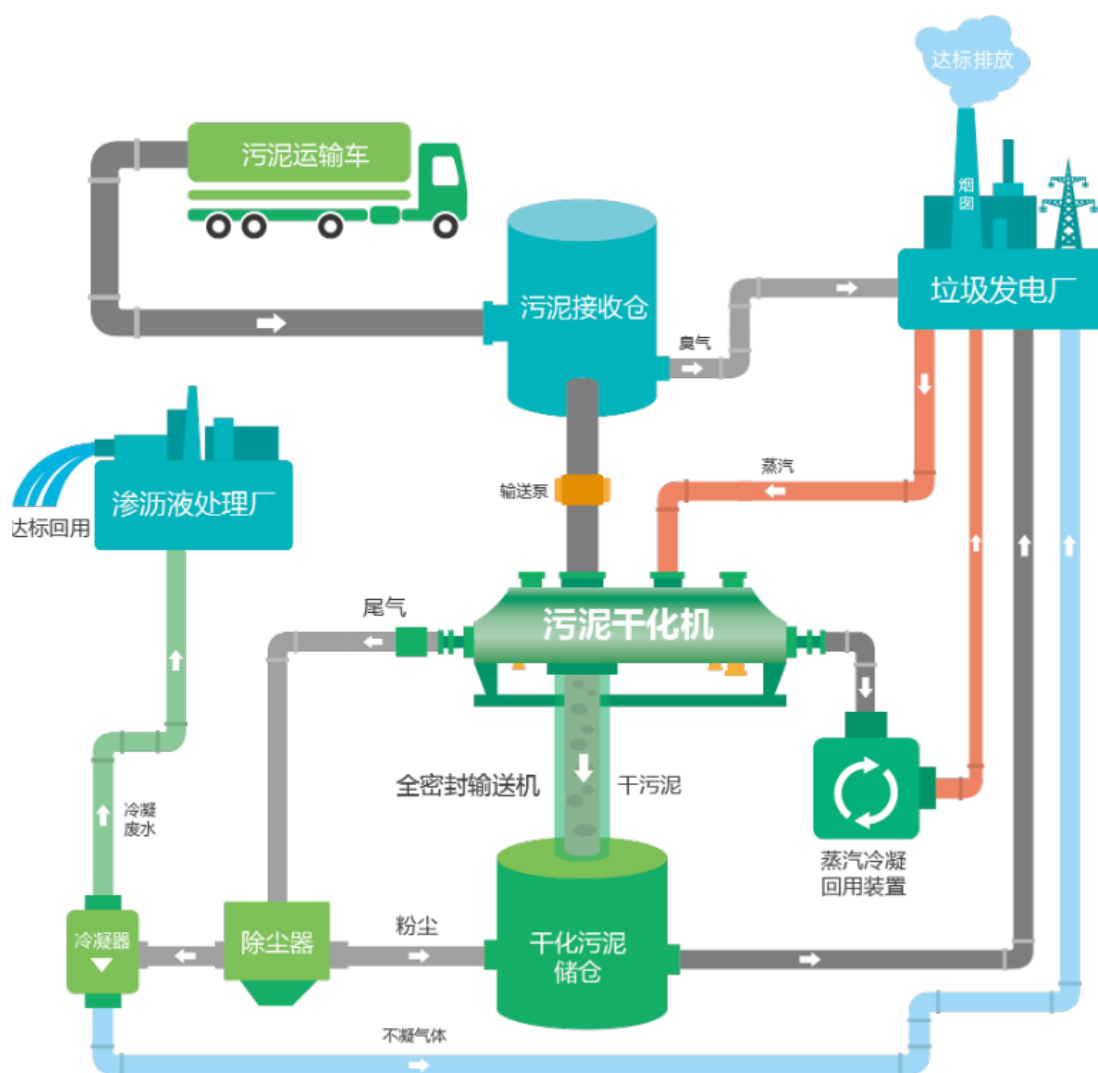 达标排放
污泥运输车
烟囱
垃圾发电厂
污泥接收仓
臭气
渗沥液处理厂
达标回用
蒸汽
输送泵
污泥干化机
尾气
全密封输送机
干污泥
冷凝
废水
蒸汽冷凝
回用装置
冷凝器
除尘器
粉尘
干化污泥
储仓
不凝气体